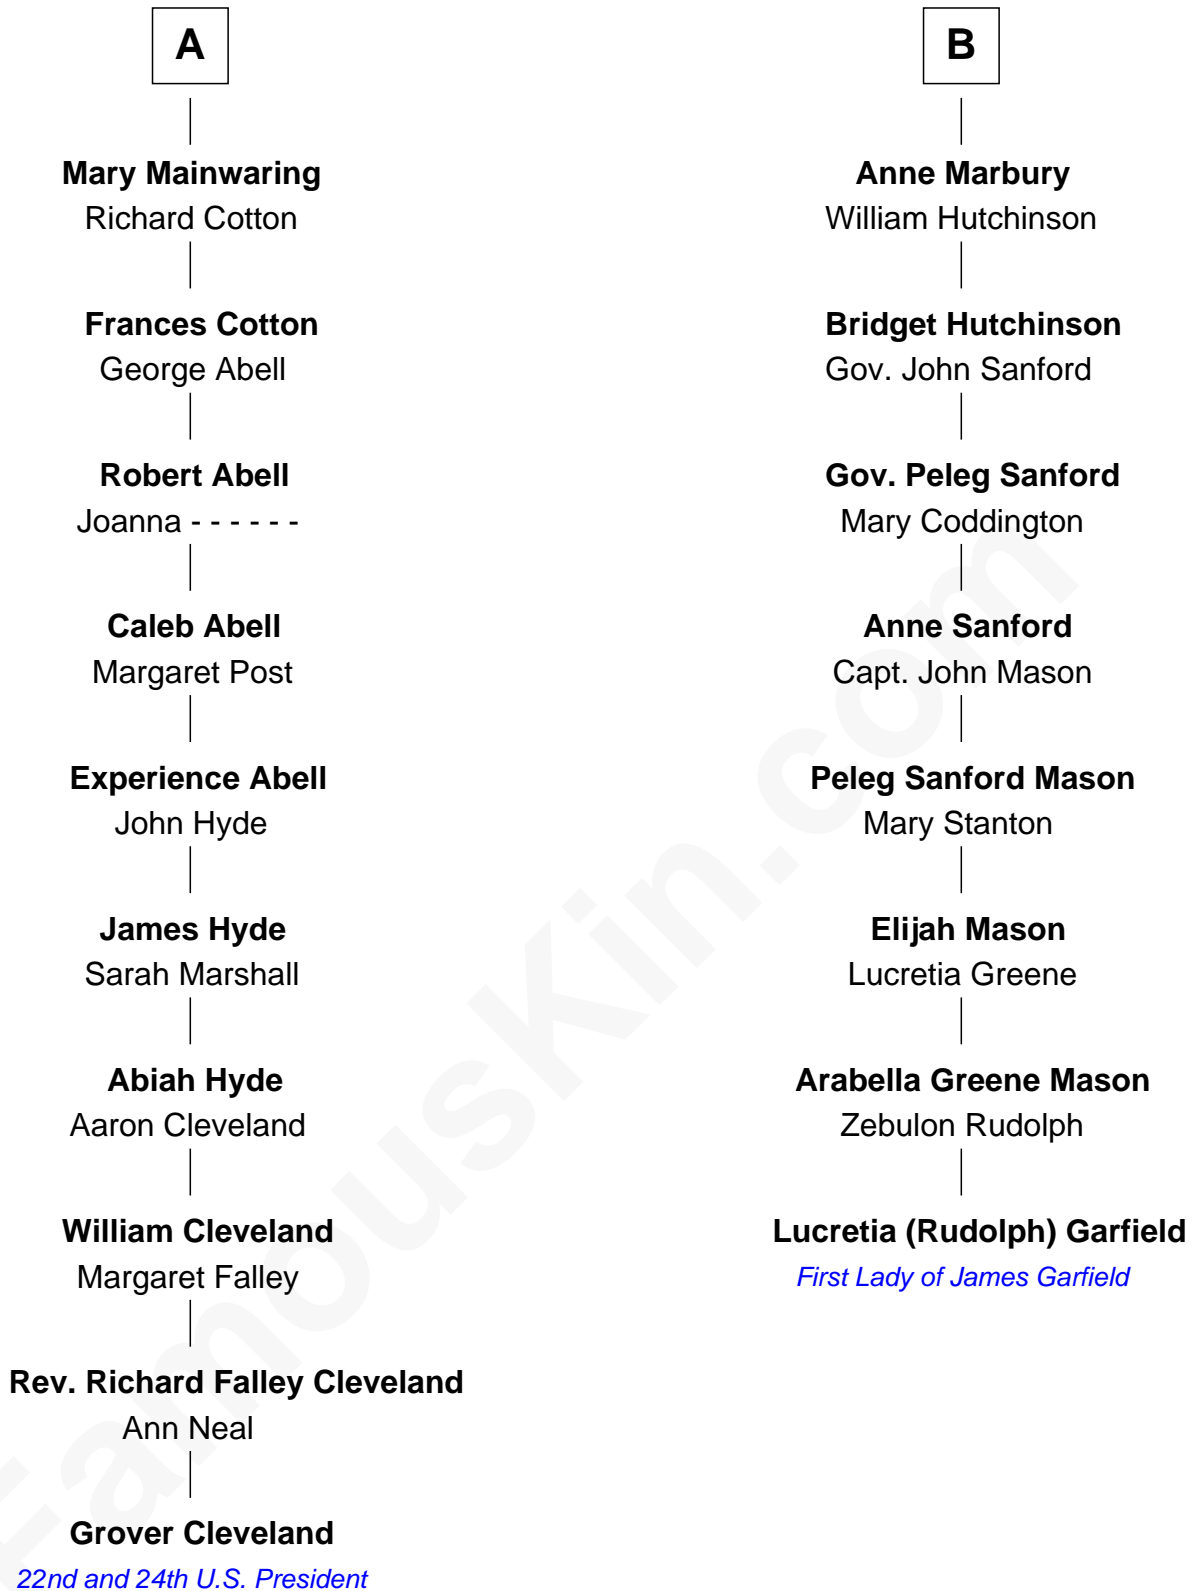 A
Mary Mainwaring
Richard Cotton
Frances Cotton
George Abell
Robert Abell
Joanna - - - - - -
Caleb Abell
Margaret Post
Experience Abell
John Hyde
James Hyde
Sarah Marshall
Abiah Hyde
Aaron Cleveland
William Cleveland
Margaret Falley
Rev. Richard Falley Cleveland
Ann Neal
Grover Cleveland
22nd and 24th U.S. President
B
Anne Marbury
William Hutchinson
Bridget Hutchinson
Gov. John Sanford
Gov. Peleg Sanford
Mary Coddington
Anne Sanford
Capt. John Mason
Peleg Sanford Mason
Mary Stanton
Elijah Mason
Lucretia Greene
Arabella Greene Mason
Zebulon Rudolph
Lucretia (Rudolph) Garfield
First Lady of James Garfield
FamousKin.com